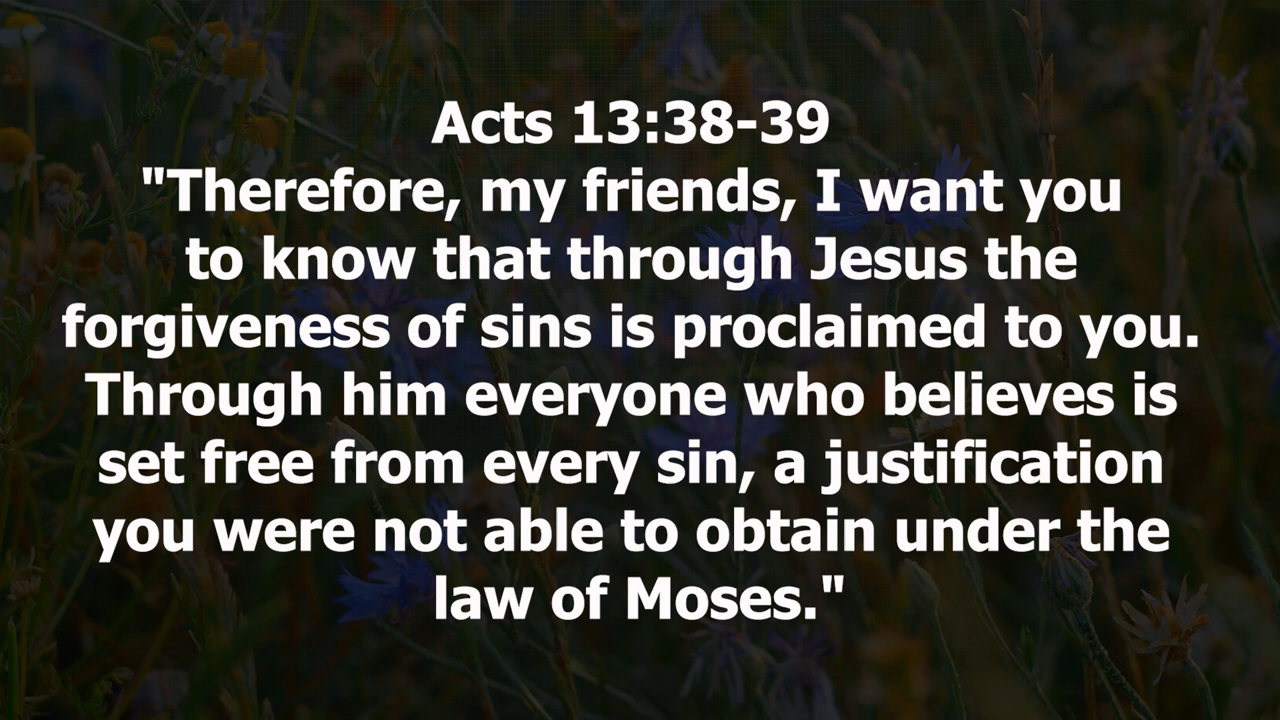 Acts 13:38-39
"Therefore, my friends, I want you
to know that through Jesus the
forgiveness of sins is proclaimed to you.
Through him everyone who believes is
set free from every sin, a justification
you were not able to obtain under the
law of Moses."